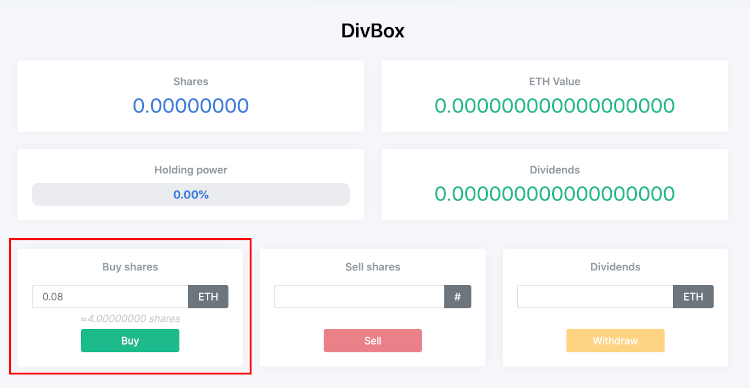 DivBox
Shares
0.00000000
ETH Value
0.000000000000000000
Holding power
0.00%
Dividends
0.000000000000000000
Buy shares
0.08 ETH
≈4.00000000 shares
Buy
Sell shares
#
Sell
Dividends
ETH
Withdraw